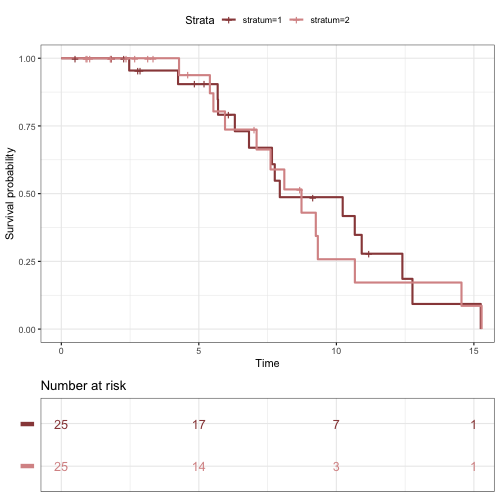 Strata stratum=1 stratum=2
Survival probability
1.00
0.75
0.50
0.25
0.00
0 5 10 15
Time
Number at risk
25 17 7 1
25 14 3 1